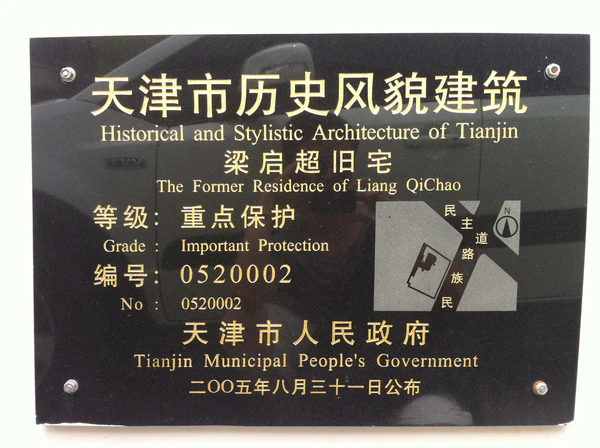 天津市历史风貌建筑
Historical and Stylistic Architecture of Tianjin
梁启超旧宅
The Former Residence of Liang QiChao
等级：重点保护
Grade : Important Protection
编号：0520002
No : 0520002
民主道
民族路
N
天津市人民政府
Tianjin Municipal People's Government
二〇〇五年八月三十一日公布